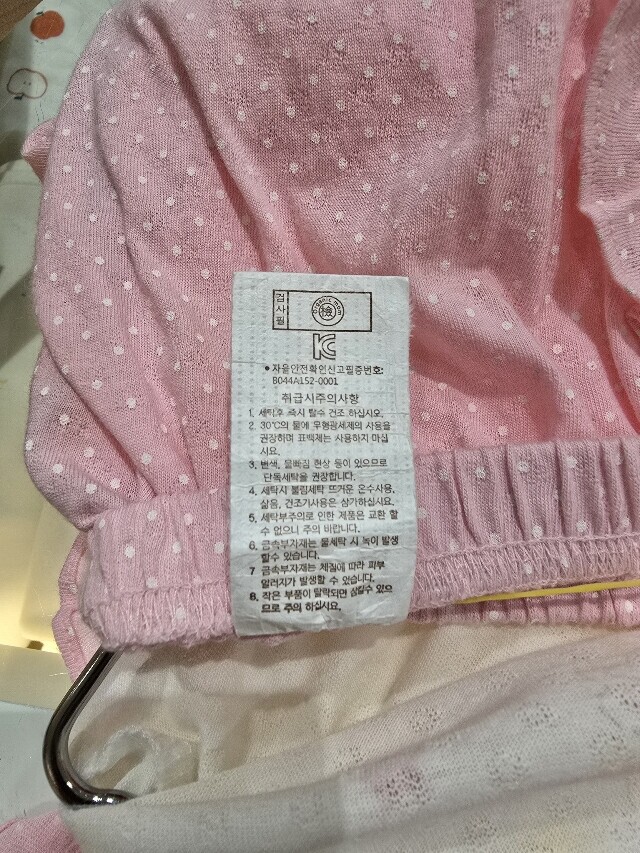 검사필
organic mom
KC
• 자율안전확인신고필증번호:
B044A152-0001
취급시주의사항
1. 세탁후 즉시 탈수 건조 하십시오.
2. 30℃의 물에 무형광세제의 사용을
권장하며 표백제는 사용하지 마십
시요.
3. 변색, 물빠짐 현상 등이 있으므로
단독세탁을 권장합니다.
4. 세탁시 불림세탁 뜨거운 온수사용,
삶음, 건조기사용은 삼가하십시요.
5. 세탁부주의로 인한 제품은 교환 할
수 없으니 주의 바랍니다.
6. 금속부자재는 물세탁 시 녹이 발생
할수 있습니다.
7 금속부자재는 체질에 따라 피부
알러지가 발생할 수 있습니다.
8. 작은 부품이 탈락되면 삼킬수 있으
므로 주의 하십시요.